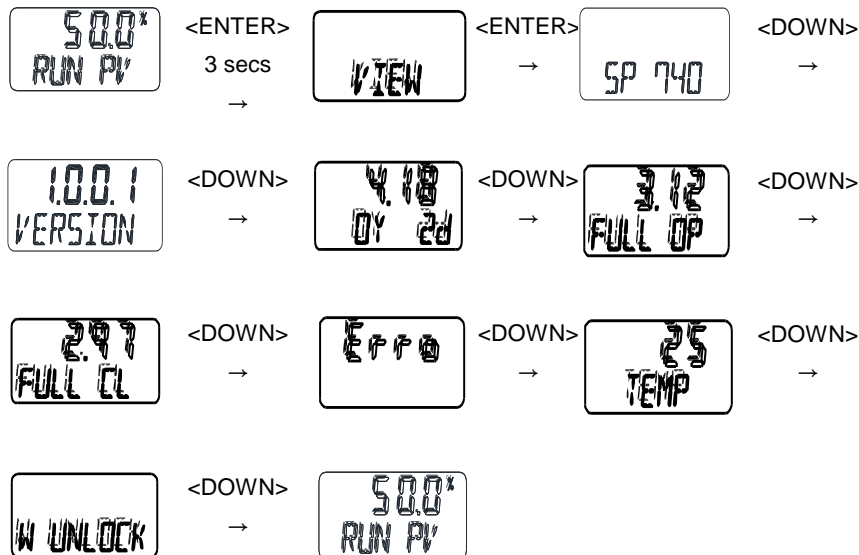 50.0%
RUN PV
<ENTER>
3 secs
→
VIEW
<ENTER>
→
SP 740
<DOWN>
→
1.0.0.1
VERSION
<DOWN>
→
4.18
0Y 2d
<DOWN>
→
3.12
FULL OP
<DOWN>
→
2.97
FULL CL
<DOWN>
→
Erro
<DOWN>
→
25
TEMP
<DOWN>
→
W UNLOCK
<DOWN>
→
50.0%
RUN PV